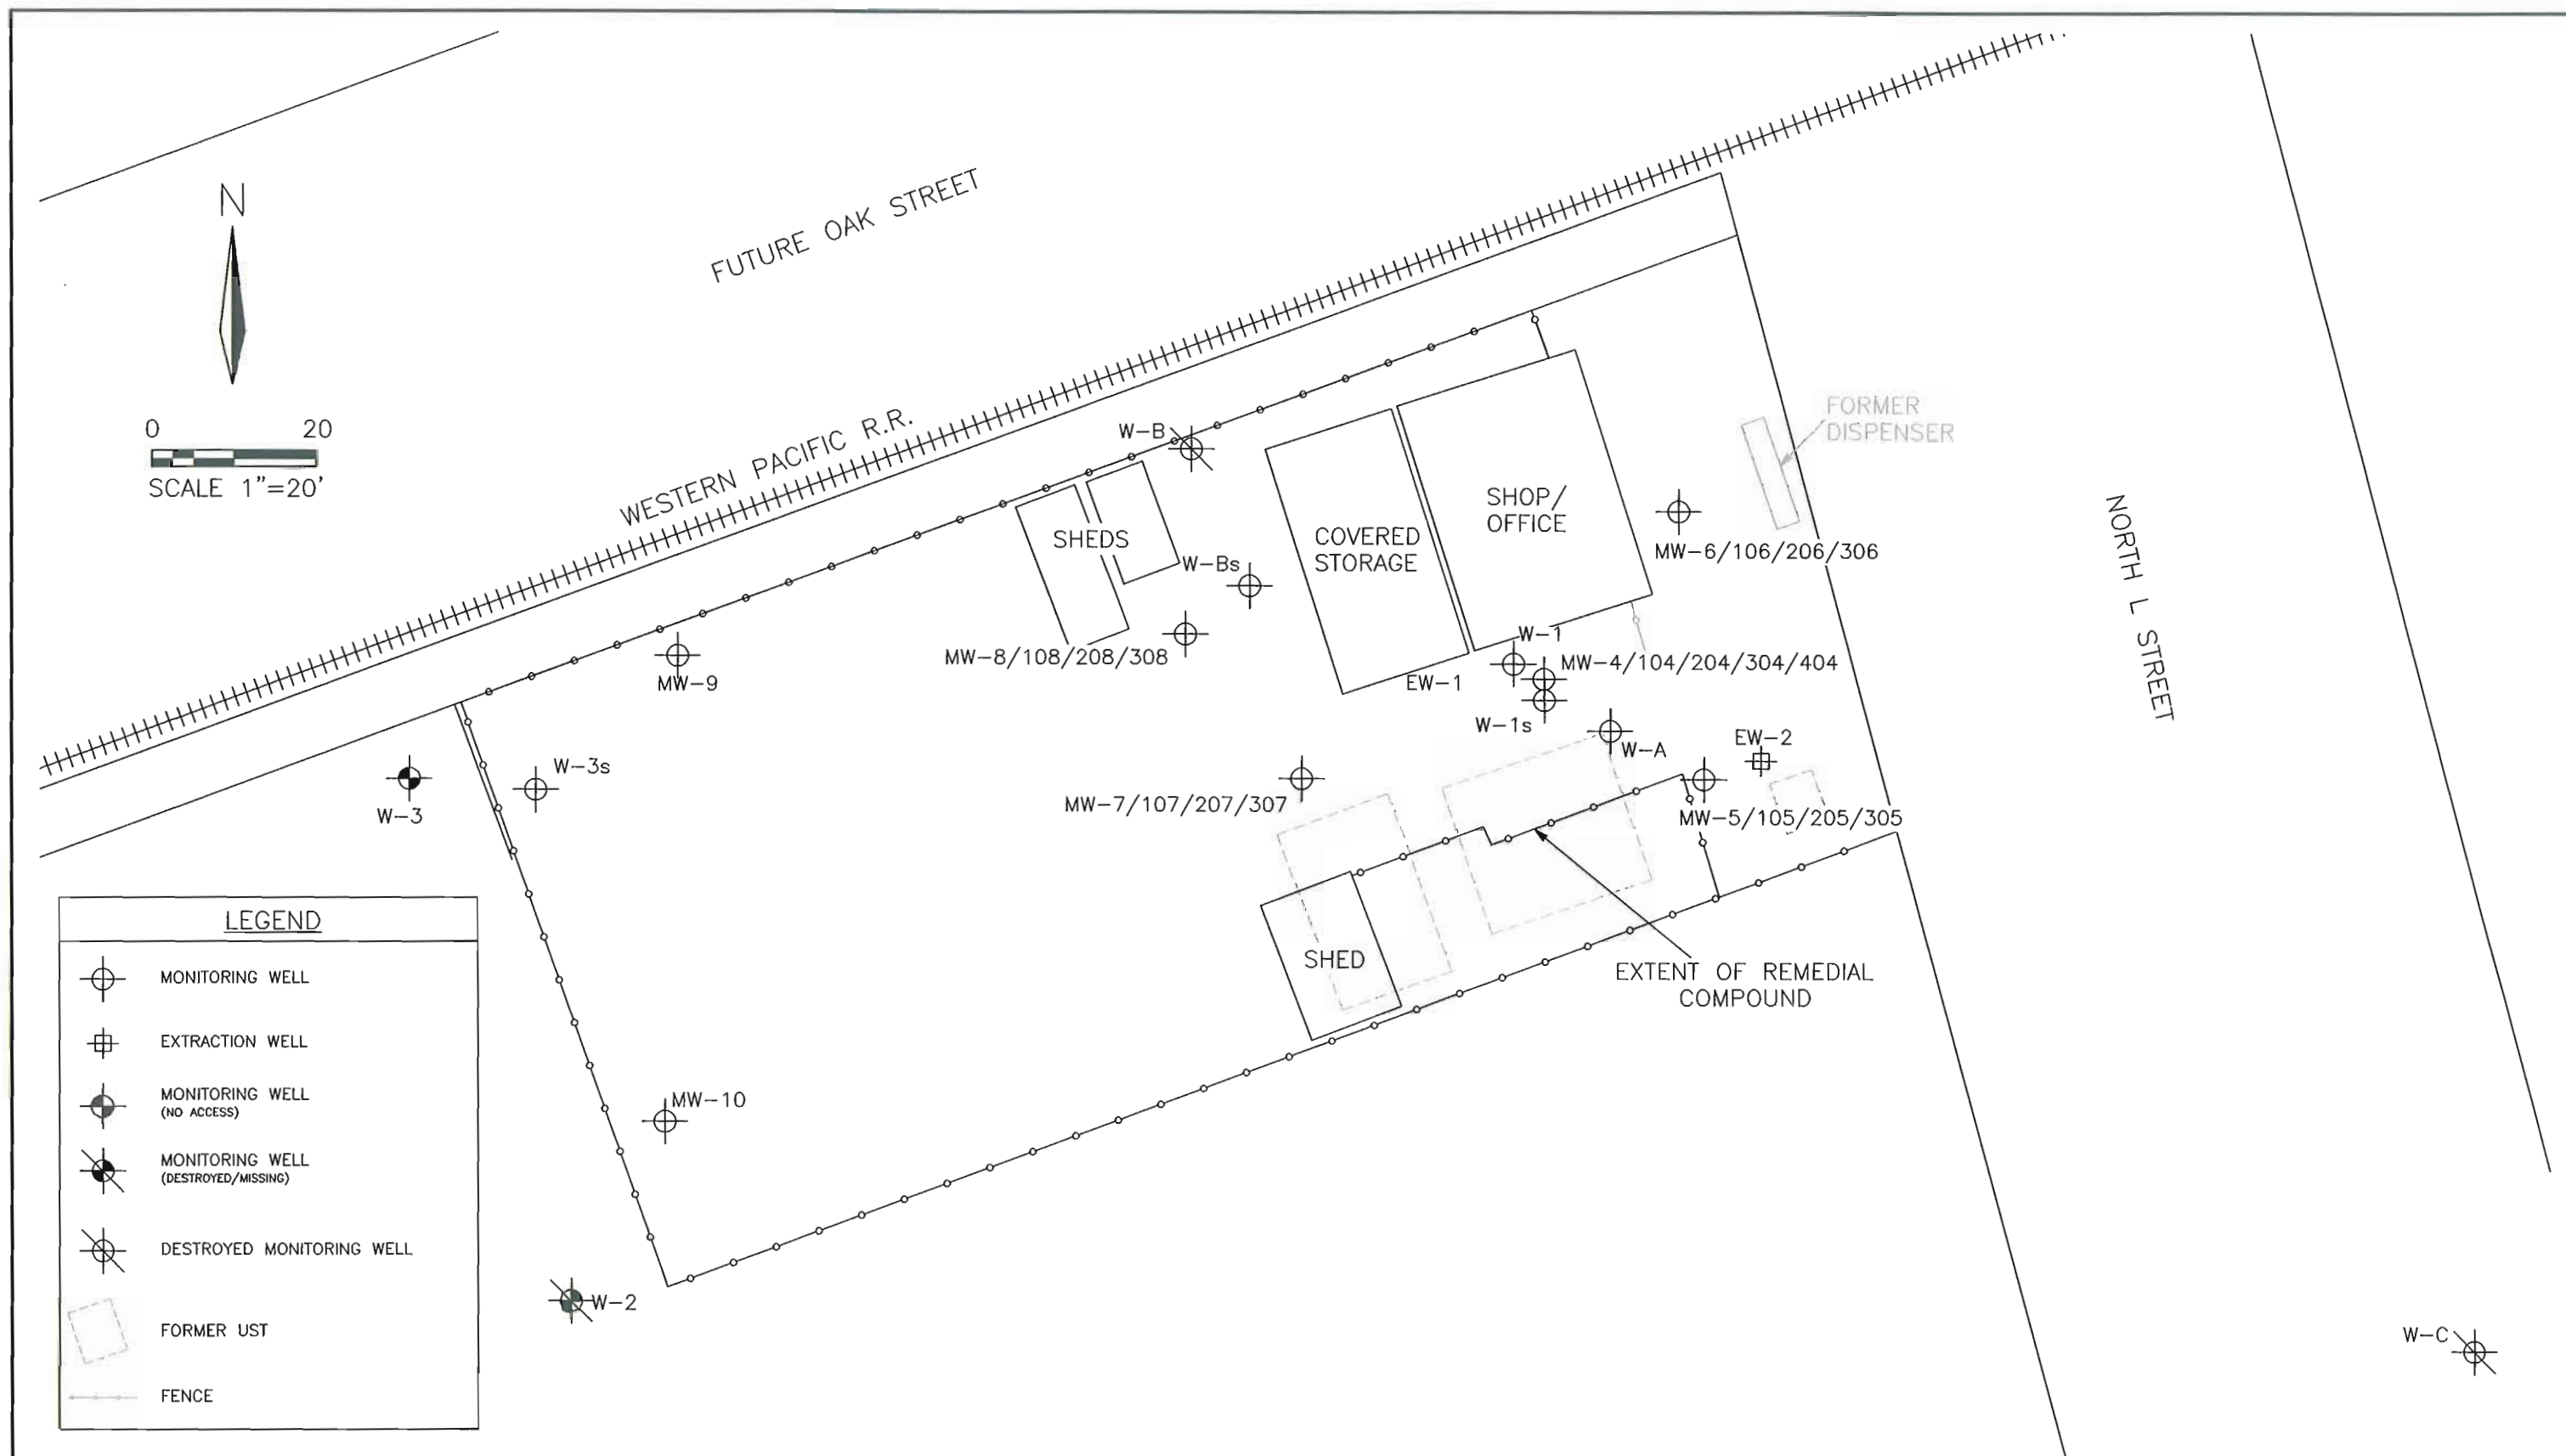 FUTURE OAK STREET
N
0 20
SCALE 1"=20'
WESTERN PACIFIC R.R.
FORMER
DISPENSER
W-B
SHEDS
COVERED
STORAGE
SHOP/
OFFICE
W-Bs
MW-6/106/206/306
NORTH L STREET
MW-8/108/208/308
MW-9
W-1
MW-4/104/204/304/404
EW-1
W-1s
W-A
EW-2
W-3s
W-3
MW-7/107/207/307
MW-5/105/205/305
SHED
EXTENT OF REMEDIAL
COMPOUND
MW-10
W-2
W-C
LEGEND
MONITORING WELL
EXTRACTION WELL
MONITORING WELL
(NO ACCESS)
MONITORING WELL
(DESTROYED/MISSING)
DESTROYED MONITORING WELL
FORMER UST
FENCE